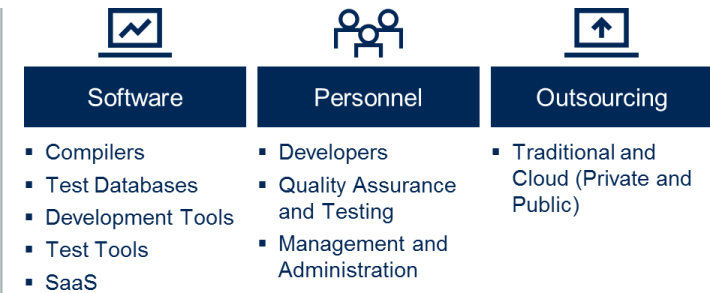 Software
Personnel
Outsourcing
▪ Compilers
▪ Test Databases
▪ Development Tools
▪ Test Tools
▪ SaaS
▪ Developers
▪ Quality Assurance
and Testing
▪ Management and
Administration
▪ Traditional and
Cloud (Private and
Public)